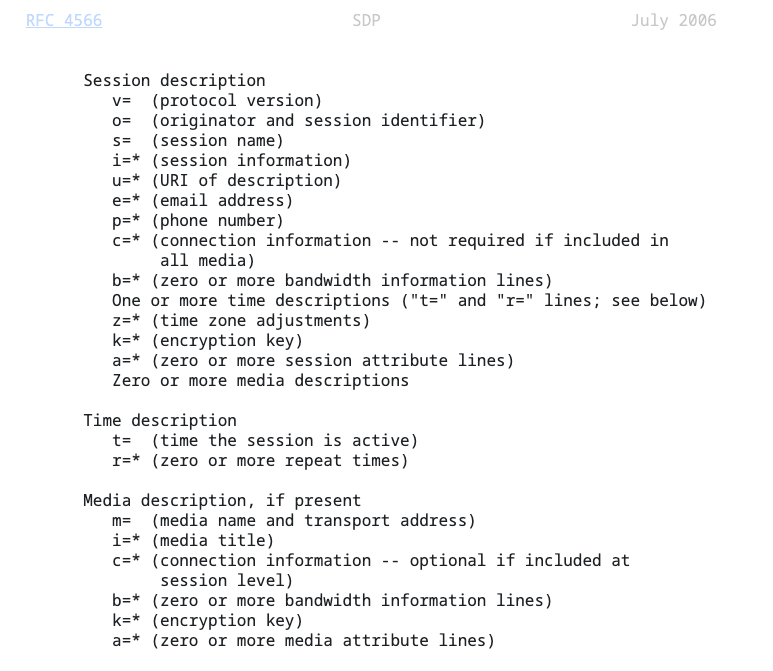 RFC 4566 SDP July 2006
Session description
v= (protocol version)
o= (originator and session identifier)
s= (session name)
i=* (session information)
u=* (URI of description)
e=* (email address)
p=* (phone number)
c=* (connection information -- not required if included in
all media)
b=* (zero or more bandwidth information lines)
One or more time descriptions ("t=" and "r=" lines; see below)
z=* (time zone adjustments)
k=* (encryption key)
a=* (zero or more session attribute lines)
Zero or more media descriptions
Time description
t= (time the session is active)
r=* (zero or more repeat times)
Media description, if present
m= (media name and transport address)
i=* (media title)
c=* (connection information -- optional if included at
session level)
b=* (zero or more bandwidth information lines)
k=* (encryption key)
a=* (zero or more media attribute lines)